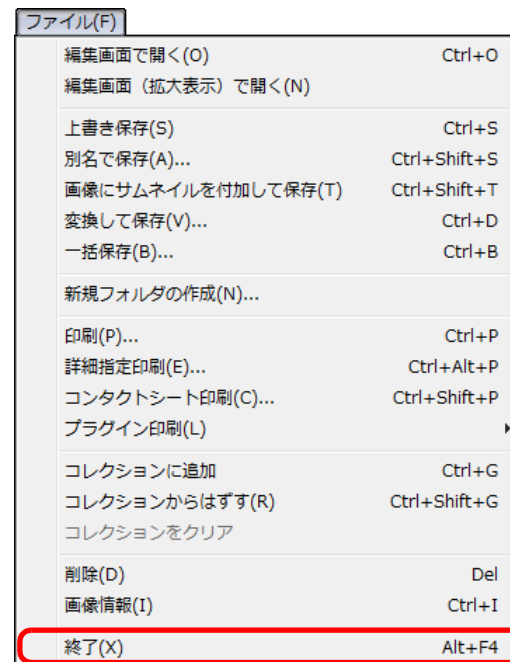 ファイル(F)
編集画面で開く(O) Ctrl+O
編集画面（拡大表示）で開く(N)
上書き保存(S) Ctrl+S
別名で保存(A)... Ctrl+Shift+S
画像にサムネイルを付加して保存(T) Ctrl+Shift+T
変換して保存(V)... Ctrl+D
一括保存(B)... Ctrl+B
新規フォルダの作成(N)...
印刷(P)... Ctrl+P
詳細指定印刷(E)... Ctrl+Alt+P
コンタクトシート印刷(C)... Ctrl+Shift+P
プラグイン印刷(L)
コレクションに追加 Ctrl+G
コレクションからはずす(R) Ctrl+Shift+G
コレクションをクリア
削除(D) Del
画像情報(I) Ctrl+I
終了(X) Alt+F4